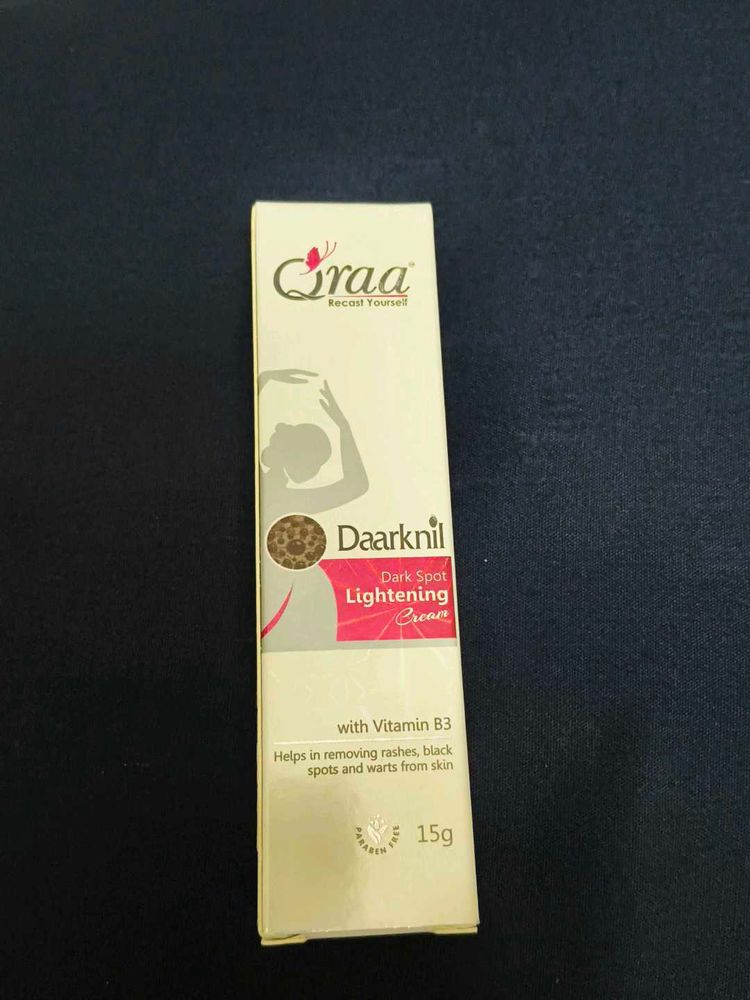 Qraa™
Recast Yourself
Daarknil
Dark Spot
Lightening
Cream
with Vitamin B3
Helps in removing rashes, black
spots and warts from skin
PARABEN FREE
15g